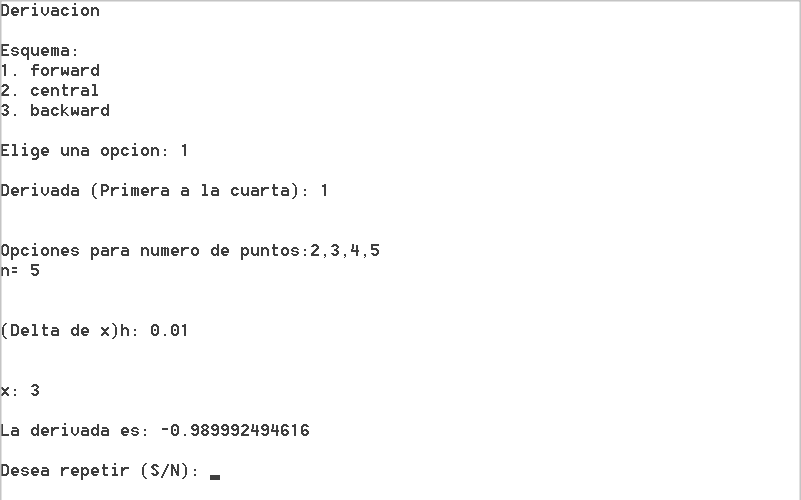 Derivacion
Esquema:
1. forward
2. central
3. backward
Elige una opcion: 1
Derivada (Primera a la cuarta): 1
Opciones para numero de puntos:2,3,4,5
n= 5
(Delta de x)h: 0.01
x: 3
La derivada es: -0.989992494616
Desea repetir (S/N): _